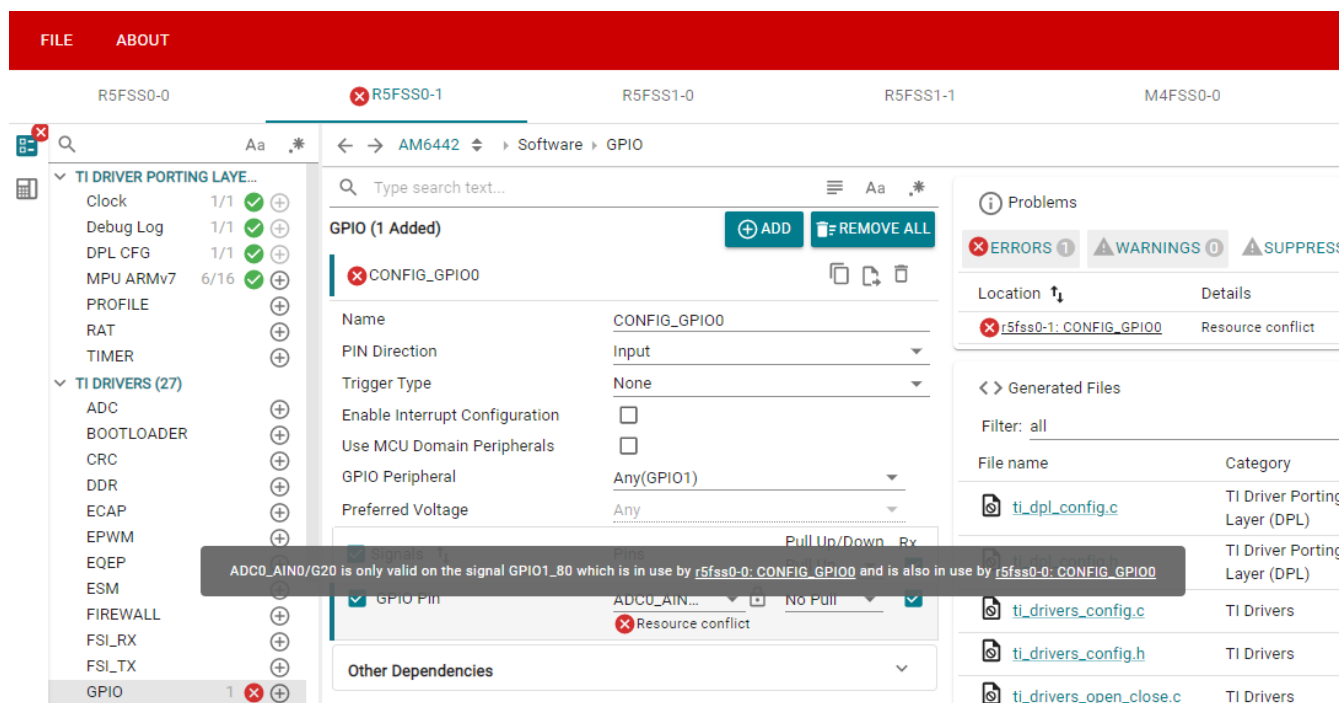 FILE ABOUT
R5FSS0-0 R5FSS0-1 R5FSS1-0 R5FSS1-1 M4FSS0-0
Aa .*
TI DRIVER PORTING LAYE...
Clock 1/1
Debug Log 1/1
DPL CFG 1/1
MPU ARMv7 6/16
PROFILE
RAT
TIMER
TI DRIVERS (27)
ADC
BOOTLOADER
CRC
DDR
ECAP
EPWM
EQEP
ESM
FIREWALL
FSI_RX
FSI_TX
GPIO 1
AM6442 Software GPIO
Type search text... Aa .*
GPIO (1 Added) ADD REMOVE ALL
CONFIG_GPIO0
Name CONFIG_GPIO0
PIN Direction Input
Trigger Type None
Enable Interrupt Configuration
Use MCU Domain Peripherals
GPIO Peripheral Any(GPIO1)
Preferred Voltage Any
Signals Pins Pull Up/Down Rx
ADC0_AIN0/G20 is only valid on the signal GPIO1_80 which is in use by r5fss0-0: CONFIG_GPIO0 and is also in use by r5fss0-0: CONFIG_GPIO0
GPIO Pin ADC0_AIN... No Pull
Resource conflict
Other Dependencies
Problems
ERRORS 1 WARNINGS 0 SUPPRESS
Location Details
r5fss0-1: CONFIG_GPIO0 Resource conflict
Generated Files
Filter: all
File name Category
ti_dpl_config.c TI Driver Porting
Layer (DPL)
TI Driver Porting
Layer (DPL)
ti_drivers_config.c TI Drivers
ti_drivers_config.h TI Drivers
ti_drivers_open_close.c TI Drivers